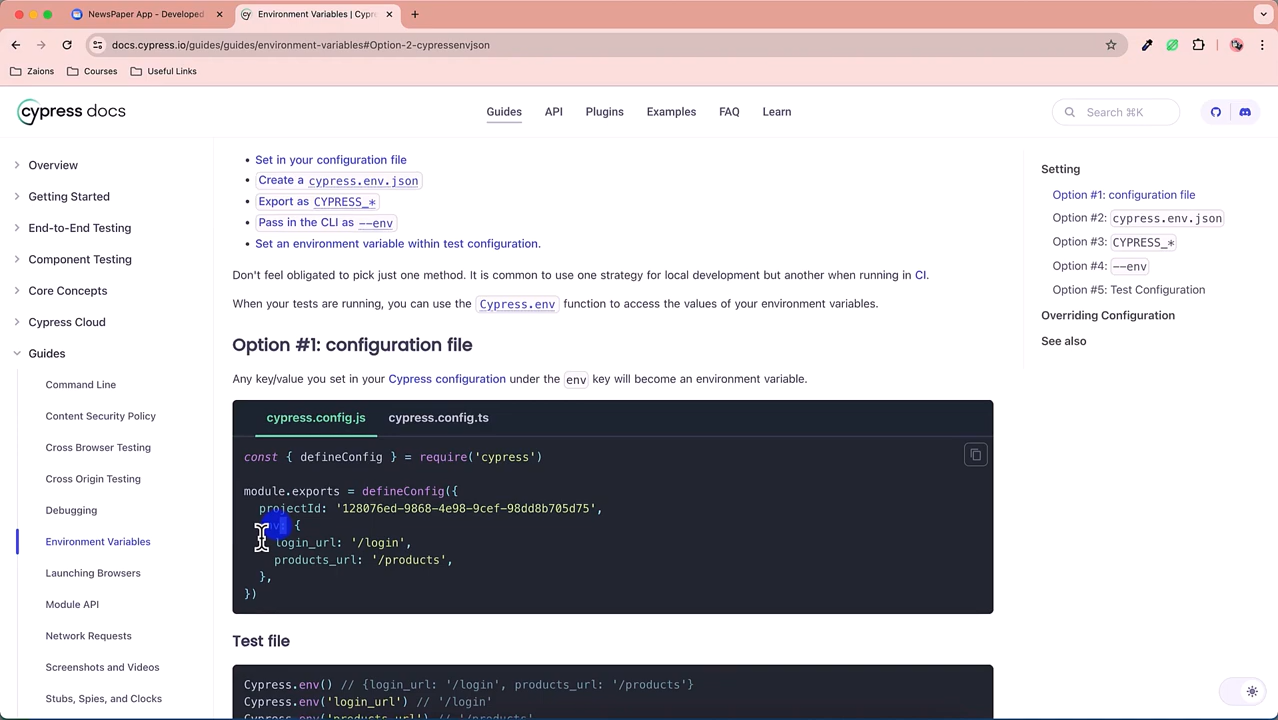 NewsPaper App - Developed
Environment Variables | Cypr
docs.cypress.io/guides/guides/environment-variables#Option-2-cypressenvjson
Zaions
Courses
Useful Links
cypress docs
Guides
API
Plugins
Examples
FAQ
Learn
Search ⌘K
Overview
Getting Started
End-to-End Testing
Component Testing
Core Concepts
Cypress Cloud
Guides
Command Line
Content Security Policy
Cross Browser Testing
Cross Origin Testing
Debugging
Environment Variables
Launching Browsers
Module API
Network Requests
Screenshots and Videos
Stubs, Spies, and Clocks
• Set in your configuration file
• Create a cypress.env.json
• Export as CYPRESS_*
• Pass in the CLI as --env
• Set an environment variable within test configuration.
Don't feel obligated to pick just one method. It is common to use one strategy for local development but another when running in CI.
When your tests are running, you can use the Cypress.env function to access the values of your environment variables.
Option #1: configuration file
Any key/value you set in your Cypress configuration under the env key will become an environment variable.
cypress.config.js
cypress.config.ts
const { defineConfig } = require('cypress')
module.exports = defineConfig({
projectId: '128076ed-9868-4e98-9cef-98dd8b705d75',
{
login_url: '/login',
products_url: '/products',
},
})
Test file
Cypress.env() // {login_url: '/login', products_url: '/products'}
Cypress.env('login_url') // '/login'
Cypress.env('products_url') // '/products'
Setting
Option #1: configuration file
Option #2: cypress.env.json
Option #3: CYPRESS_*
Option #4: --env
Option #5: Test Configuration
Overriding Configuration
See also